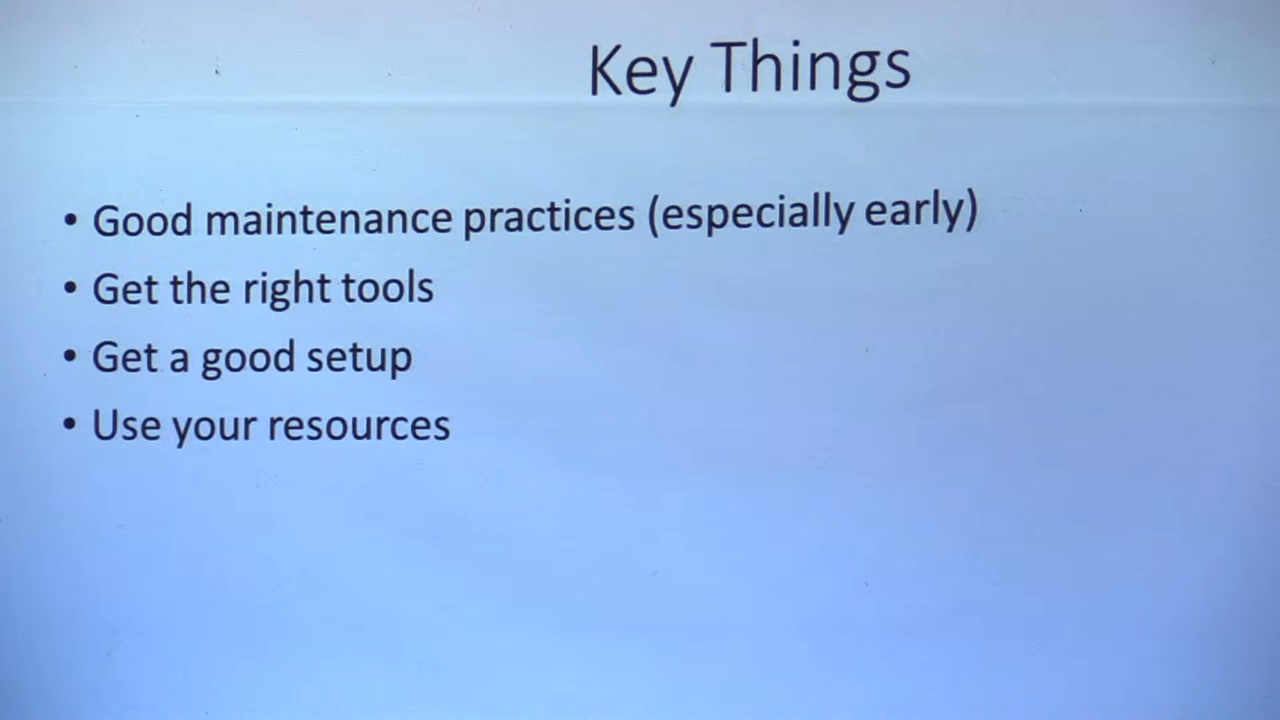 Key Things
• Good maintenance practices (especially early)
• Get the right tools
• Get a good setup
• Use your resources